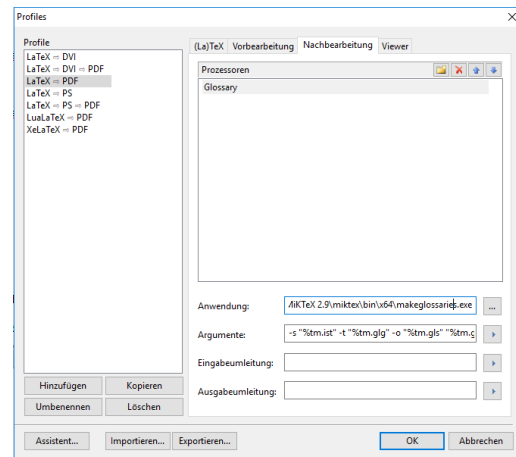 Profiles
Profile
LaTeX ⇨ DVI
LaTeX ⇨ DVI ⇨ PDF
LaTeX ⇨ PDF
LaTeX ⇨ PS
LaTeX ⇨ PS ⇨ PDF
LuaLaTeX ⇨ PDF
XeLaTeX ⇨ PDF
Hinzufügen Kopieren
Umbenennen Löschen
(La)TeX Vorbearbeitung Nachbearbeitung Viewer
Prozessoren
Glossary
Anwendung: MiKTeX 2.9\miktex\bin\x64\makeglossaries.exe ...
Argumente: -s "%tm.ist" -t "%tm.glg" -o "%tm.gls" "%tm.g
Eingabeumleitung:
Ausgabeumleitung:
Assistent... Importieren... Exportieren... OK Abbrechen